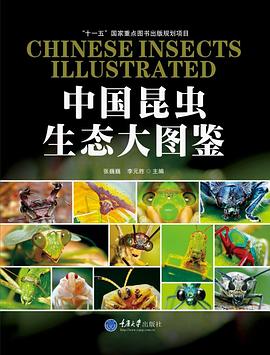 "十一五"国家重点图书出版规划项目
CHINESE INSECTS
ILLUSTRATED
中国昆虫
生态大图鉴
张巍巍 李元胜 主编
重庆大学出版社